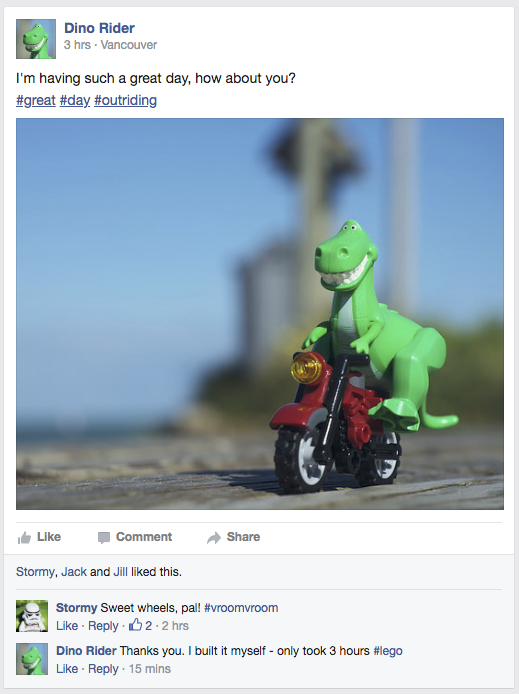 Dino Rider
3 hrs · Vancouver
I'm having such a great day, how about you?
#great #day #outriding
Like Comment Share
Stormy, Jack and Jill liked this.
Stormy Sweet wheels, pal! #vroomvroom
Like · Reply · 2 · 2 hrs
Dino Rider Thanks you. I built it myself - only took 3 hours #lego
Like · Reply · 15 mins